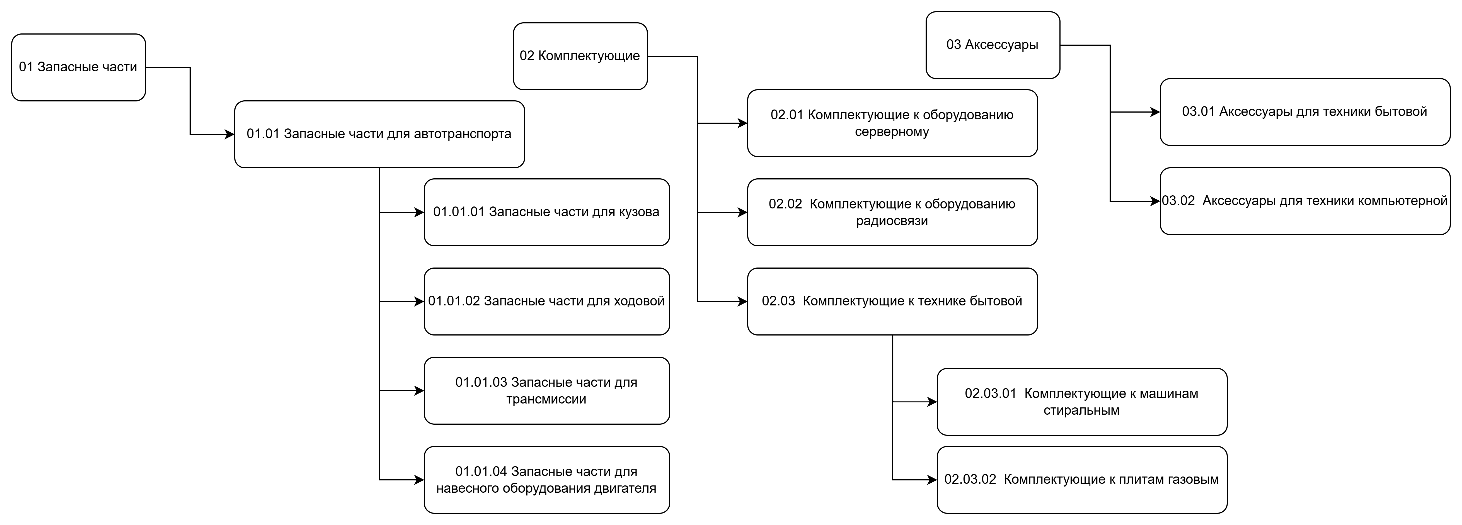 01 Запасные части
01.01 Запасные части для автотранспорта
01.01.01 Запасные части для кузова
01.01.02 Запасные части для ходовой
01.01.03 Запасные части для
трансмиссии
01.01.04 Запасные части для
навесного оборудования двигателя
02 Комплектующие
02.01 Комплектующие к оборудованию
серверному
02.02 Комплектующие к оборудованию
радиосвязи
02.03 Комплектующие к технике бытовой
02.03.01 Комплектующие к машинам
стиральным
02.03.02 Комплектующие к плитам газовым
03 Аксессуары
03.01 Аксессуары для техники бытовой
03.02 Аксессуары для техники компьютерной